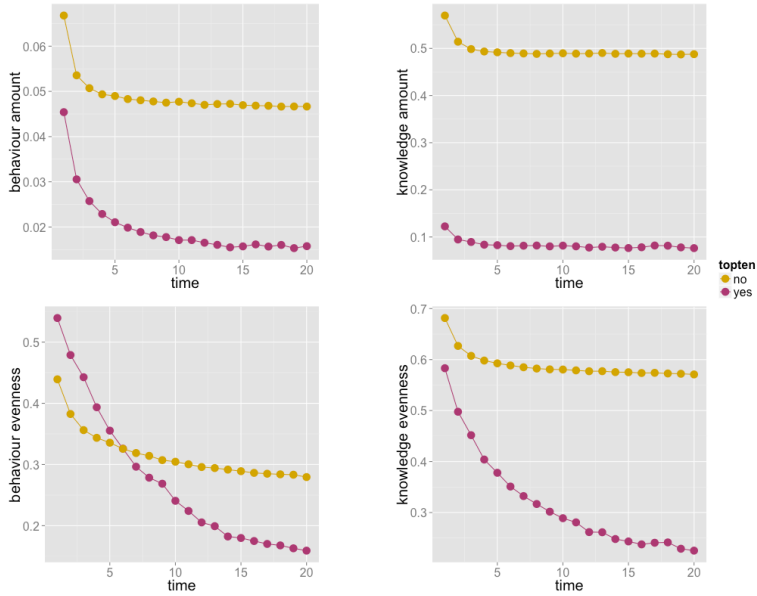 behaviour amount
0.06
0.05
0.04
0.03
0.02
5 10 15 20
time
knowledge amount
0.5
0.4
0.3
0.2
0.1
5 10 15 20
time
topten
no
yes
behaviour evenness
0.5
0.4
0.3
0.2
5 10 15 20
time
knowledge evenness
0.7
0.6
0.5
0.4
0.3
5 10 15 20
time